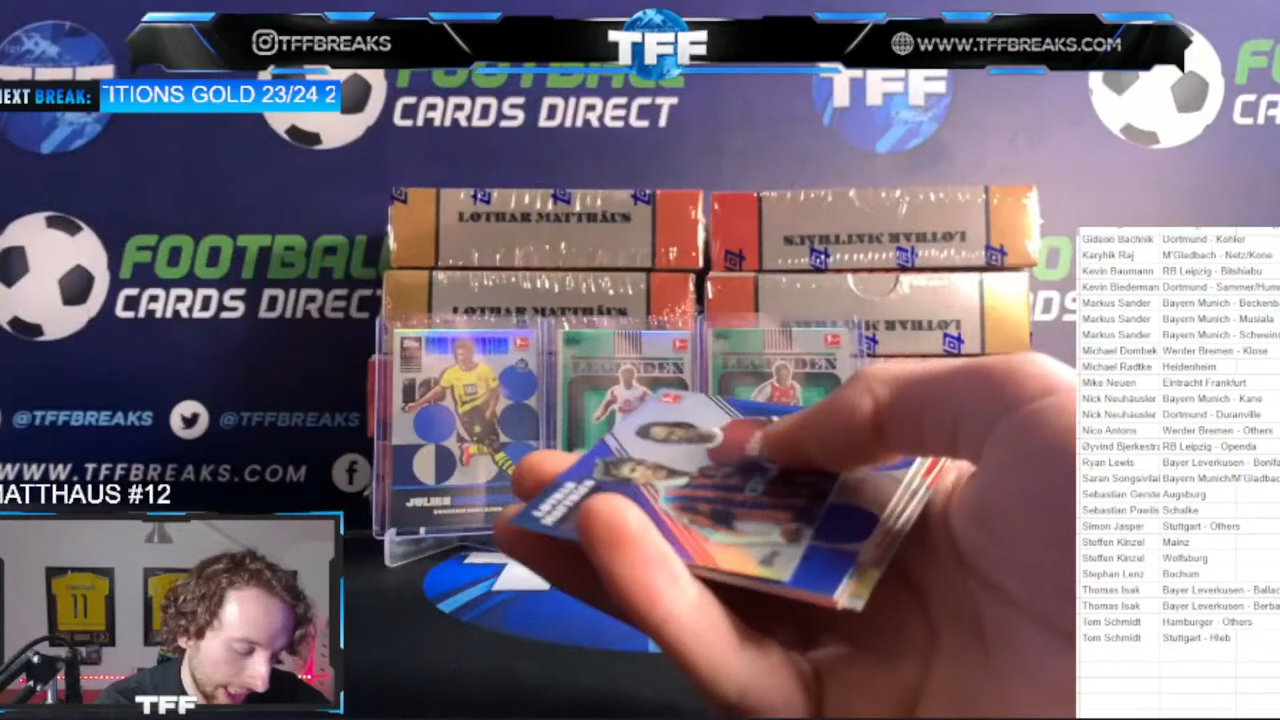 TFFBREAKS
TFF
WWW.TFFBREAKS.COM
NEXT BREAK:
TITIONS GOLD 23/24 2
FOOTBALL
CARDS DIRECT
TFF
FOOTBALL
CARDS DIRECT
LOTHAR MATTHÄUS
LOTHAR MATTHÄUS
LOTHAR MATTHÄUS
LOTHAR MATTHÄUS
LEGENDEN
LEGENDEN
JULIEN
@TFFBREAKS
@TFFBREAKS
WWW.TFFBREAKS.COM
MATTHAUS #12
11
TFF
Gideon Bachnik Dortmund - Kohler
Karyhik Raj M'Gladbach - Netz/Kone
Kevin Baumann RB Leipzig - Bitshiabu
Kevin Biederman Dortmund - Sammer/Humm
Markus Sander Bayern Munich - Beckenb
Markus Sander Bayern Munich - Musiala
Markus Sander Bayern Munich - Schwein
Michael Dombek Werder Bremen - Klose
Michael Radtke Heidenheim
Mike Neuen Eintracht Frankfurt
Nick Neuhäusler Bayern Munich - Kane
Nick Neuhäusler Dortmund - Duranville
Nico Antons Werder Bremen - Others
Øyvind Bjerkestra RB Leipzig - Openda
Ryan Lewis Bayer Leverkusen - Bonifa
Saran Songsivilai Bayern Munich/M'Gladbac
Sebastian Gerste Augsburg
Sebastian Powils Schalke
Simon Jasper Stuttgart - Others
Steffen Kinzel Mainz
Steffen Kinzel Wolfsburg
Stephan Lenz Bochum
Thomas Isak Bayer Leverkusen - Ballac
Thomas Isak Bayer Leverkusen - Berba
Tom Schmidt Hamburger - Others
Tom Schmidt Stuttgart - Hleb